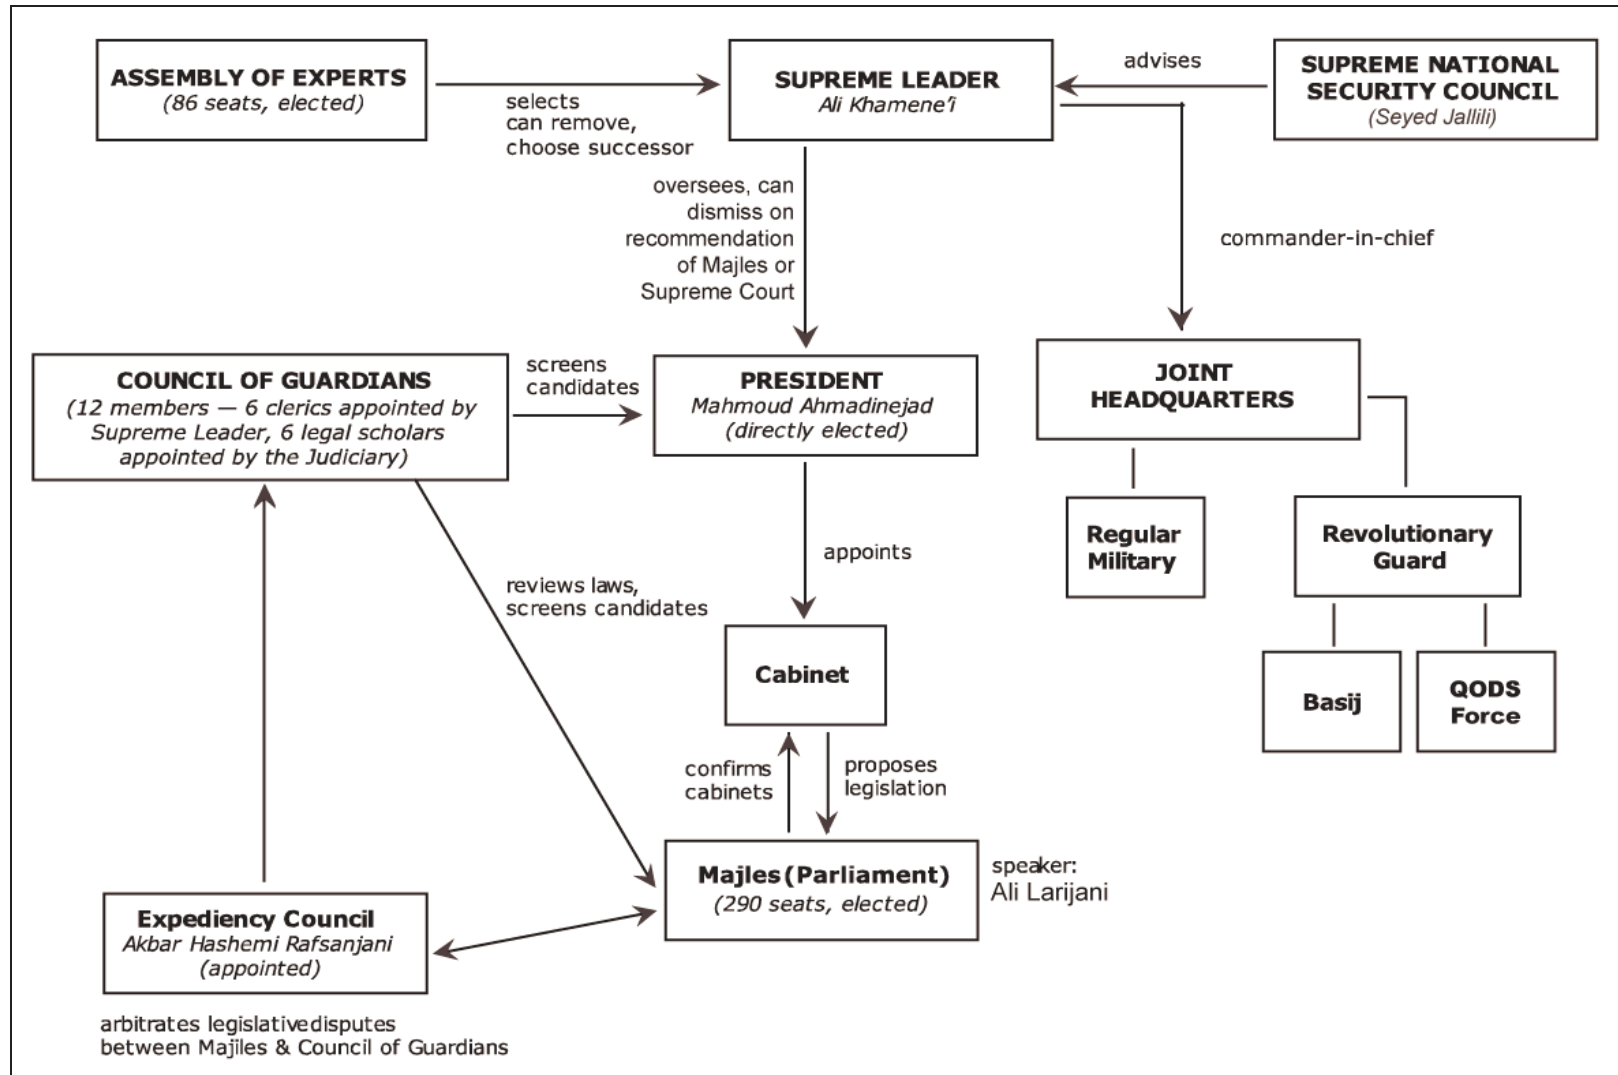 ASSEMBLY OF EXPERTS
(86 seats, elected)
selects
can remove,
choose successor
SUPREME LEADER
Ali Khamene’i
advises
SUPREME NATIONAL
SECURITY COUNCIL
(Seyed Jallili)
oversees, can
dismiss on
recommendation
of Majles or
Supreme Court
commander-in-chief
COUNCIL OF GUARDIANS
(12 members — 6 clerics appointed by
Supreme Leader, 6 legal scholars
appointed by the Judiciary)
screens
candidates
PRESIDENT
Mahmoud Ahmadinejad
(directly elected)
JOINT
HEADQUARTERS
Regular
Military
Revolutionary
Guard
appoints
reviews laws,
screens candidates
Cabinet
Basij
QODS
Force
confirms
cabinets
proposes
legislation
Majles (Parliament)
(290 seats, elected)
speaker:
Ali Larijani
Expediency Council
Akbar Hashemi Rafsanjani
(appointed)
arbitrates legislativedisputes
between Majiles & Council of Guardians